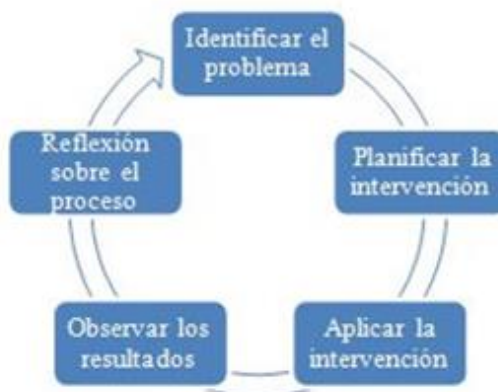 Identificar el
problema
Planificar la
intervención
Aplicar la
intervención
Observar los
resultados
Reflexión
sobre el
proceso